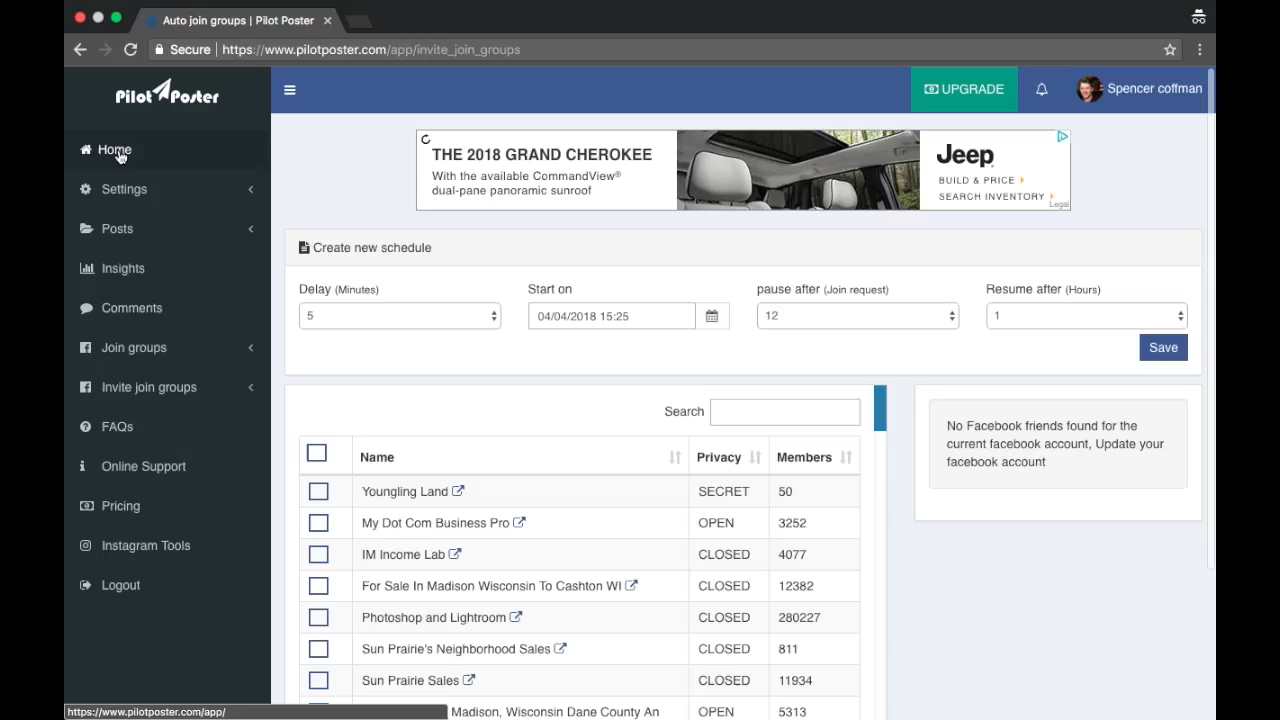 Auto join groups | Pilot Poster
Secure | https://www.pilotposter.com/app/invite_join_groups
Pilot Poster
UPGRADE
Spencer coffman
Home
Settings
Posts
Insights
Comments
Join groups
Invite join groups
FAQs
Online Support
Pricing
Instagram Tools
Logout
THE 2018 GRAND CHEROKEE
With the available CommandView®
dual-pane panoramic sunroof
Jeep
BUILD & PRICE
SEARCH INVENTORY
Legal
Create new schedule
Delay (Minutes) Start on pause after (Join request) Resume after (Hours)
5 04/04/2018 15:25 12 1
Save
Search
Name Privacy Members
Youngling Land SECRET 50
My Dot Com Business Pro OPEN 3252
IM Income Lab CLOSED 4077
For Sale In Madison Wisconsin To Cashton WI CLOSED 12382
Photoshop and Lightroom CLOSED 280227
Sun Prairie's Neighborhood Sales CLOSED 811
Sun Prairie Sales CLOSED 11934
Madison, Wisconsin Dane County An OPEN 5313
No Facebook friends found for the
current facebook account, Update your
facebook account
https://www.pilotposter.com/app/